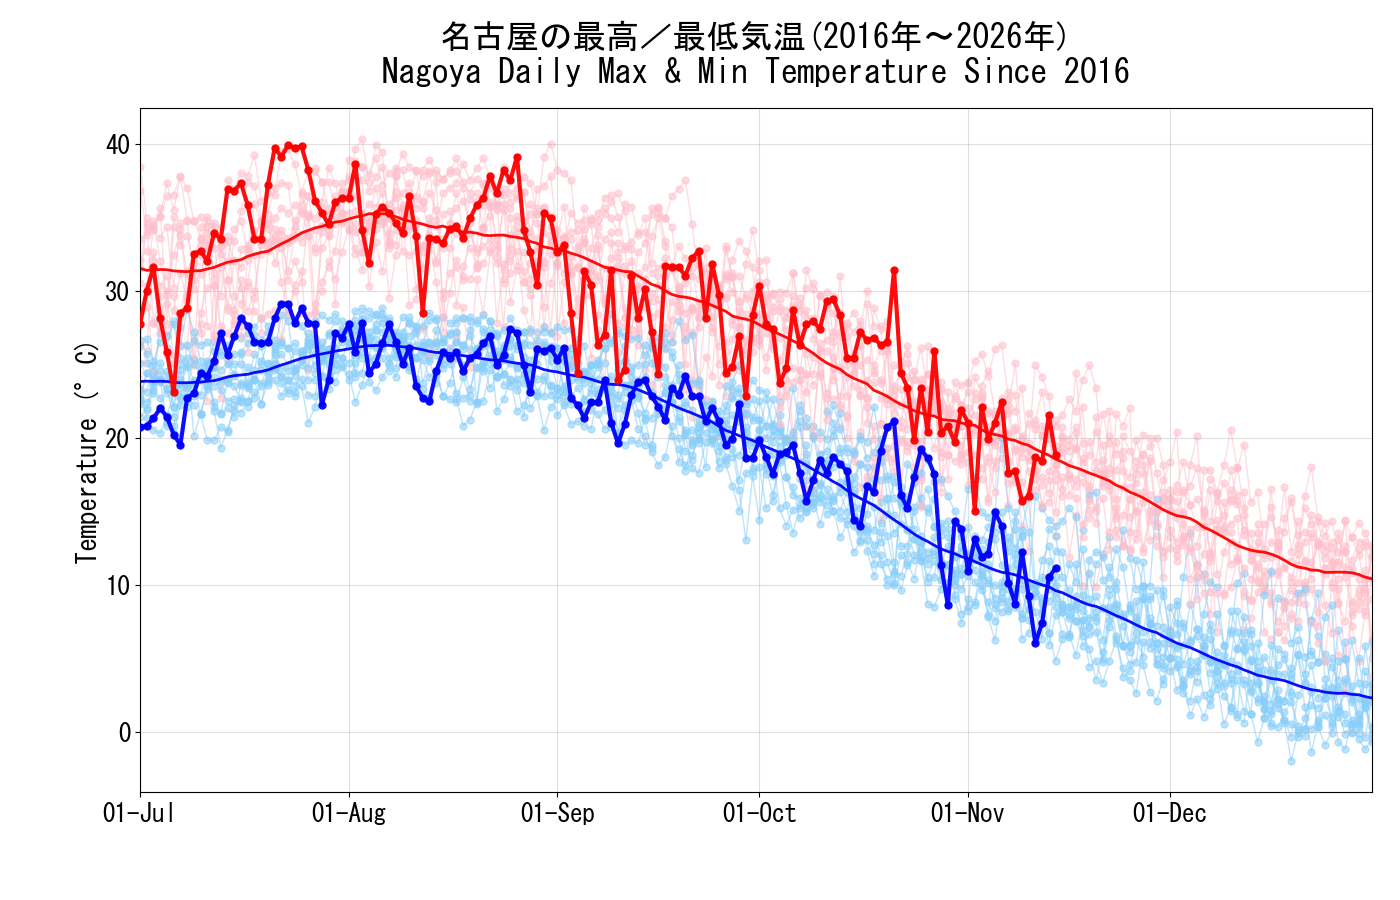 名古屋の最高／最低気温(2016年～2026年)
Nagoya Daily Max & Min Temperature Since 2016
Temperature (° C)
40
30
20
10
0
01-Jul 01-Aug 01-Sep 01-Oct 01-Nov 01-Dec